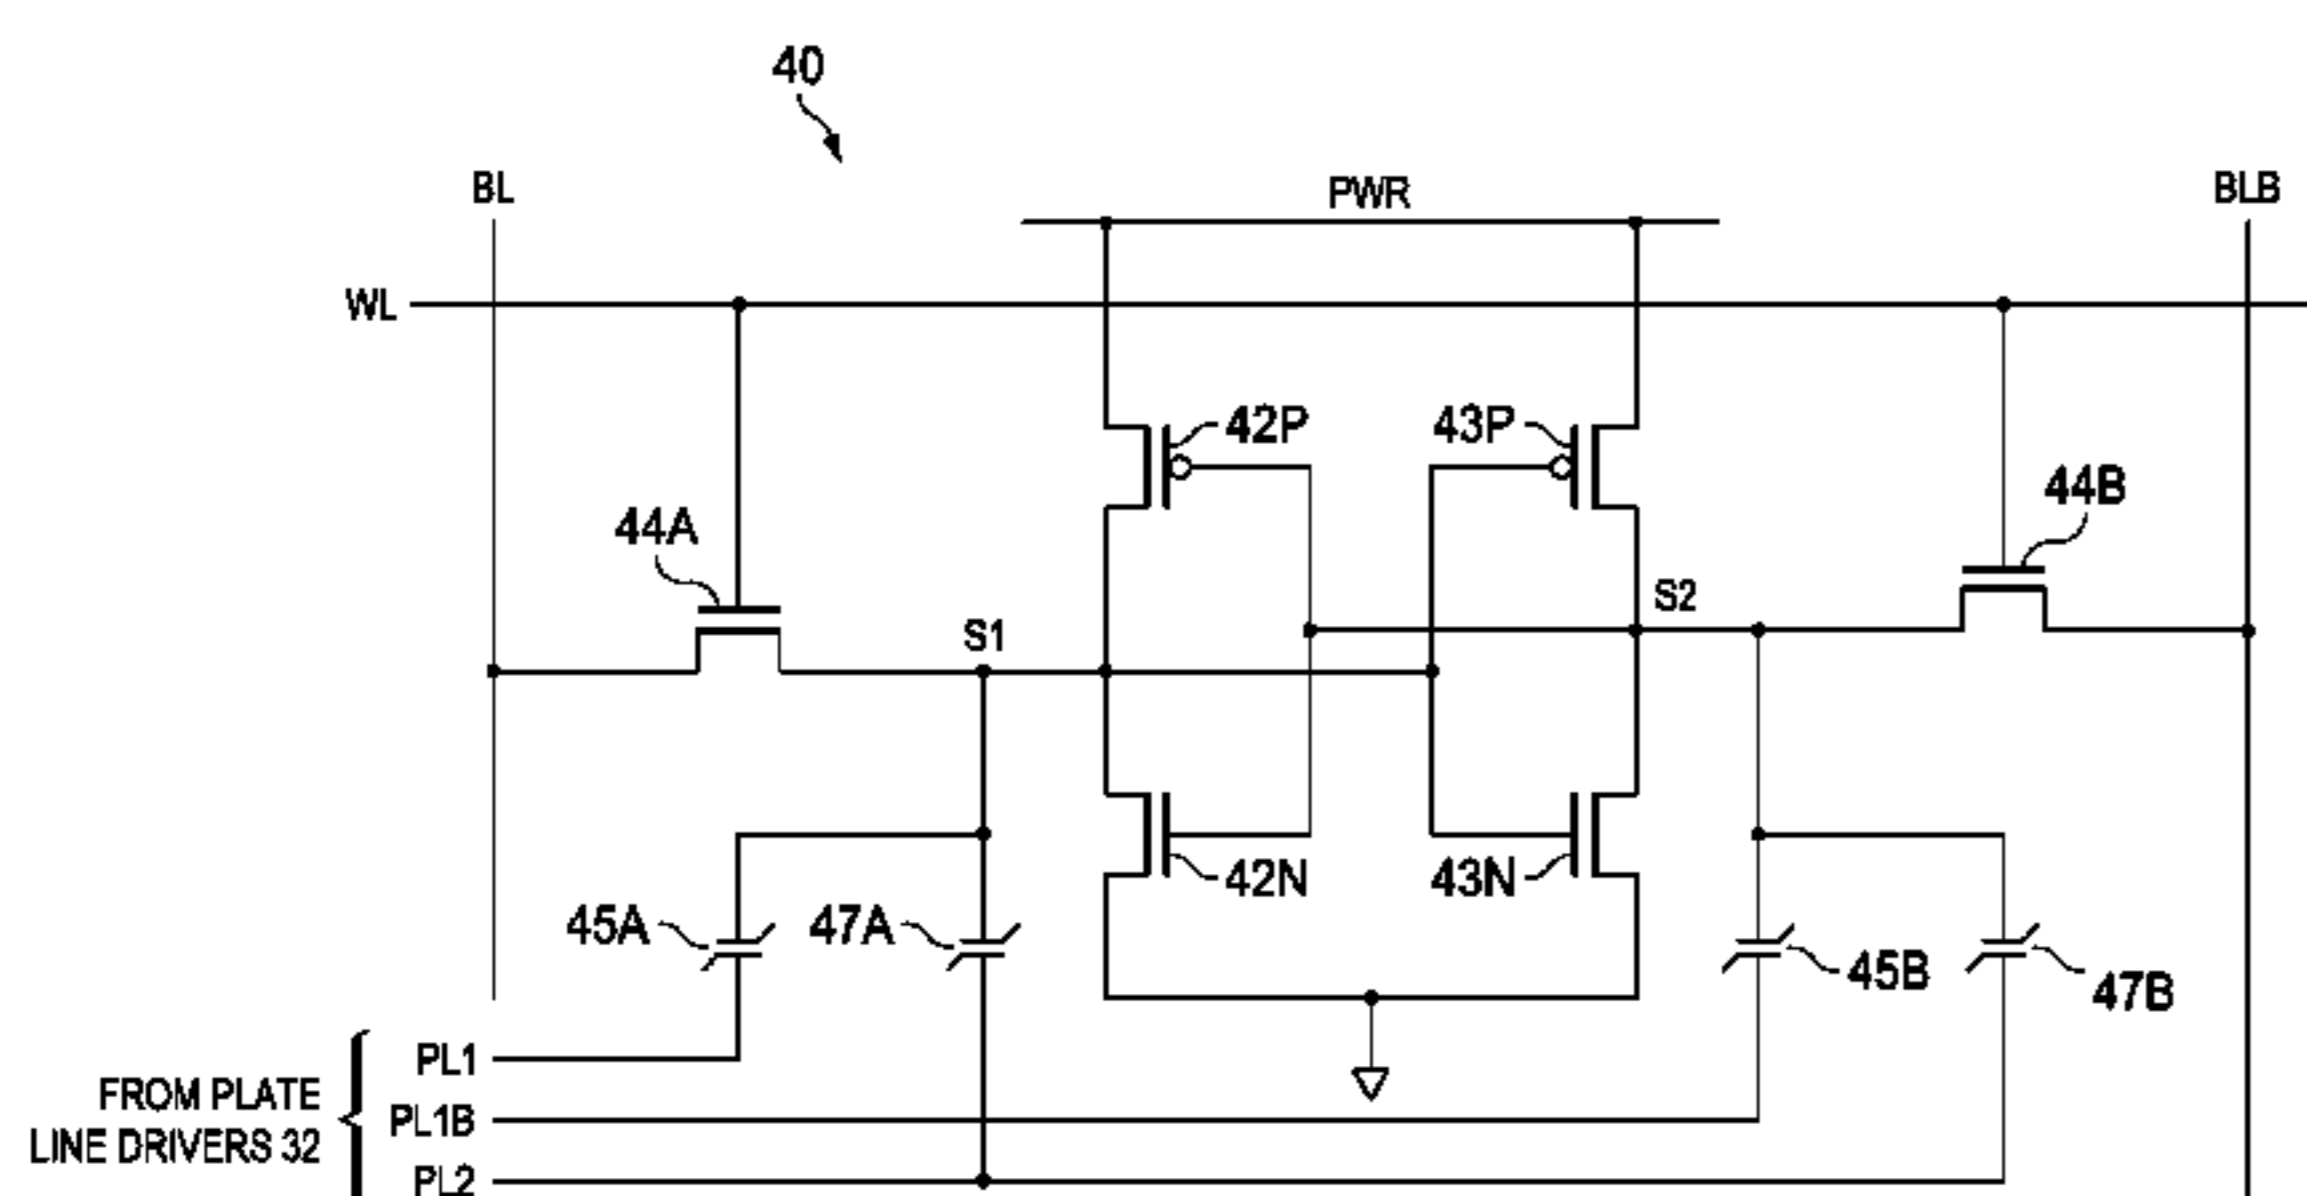 40
BL
PWR
BLB
WL
42P
43P
44B
44A
S2
S1
42N
43N
45A
47A
45B
47B
PL1
FROM PLATE
LINE DRIVERS 32
PL1B
PL2